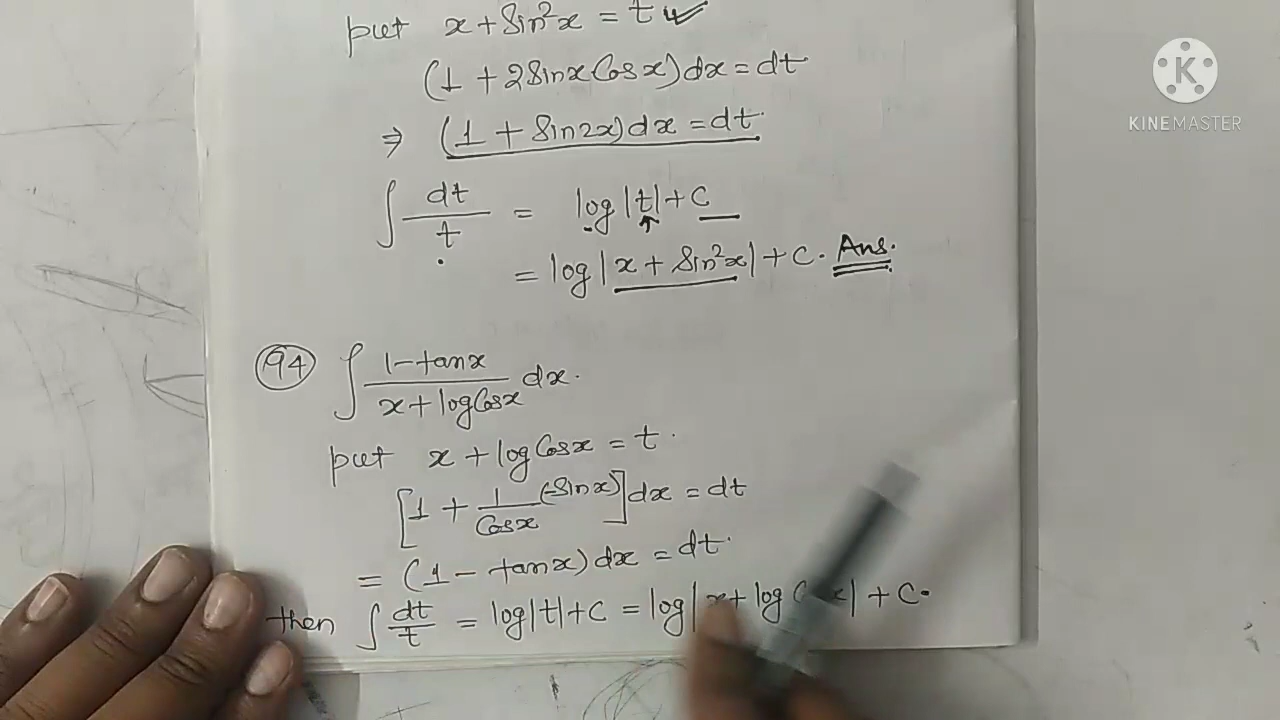 put x + Sin²x = t
(1 + 2Sinx Cosx) dx = dt
⇒ (1 + Sin2x) dx = dt
∫ dt/t = log|t| + C
= log|x + Sin²x| + C. Ans.
94 ∫ (1-tanx)/(x+logCosx) dx.
put x + logCosx = t.
[1 + 1/Cosx (-Sinx)] dx = dt
= (1 - tanx) dx = dt.
then ∫ dt/t = log|t| + C = log|x + log C x| + C.
K
KINEMASTER